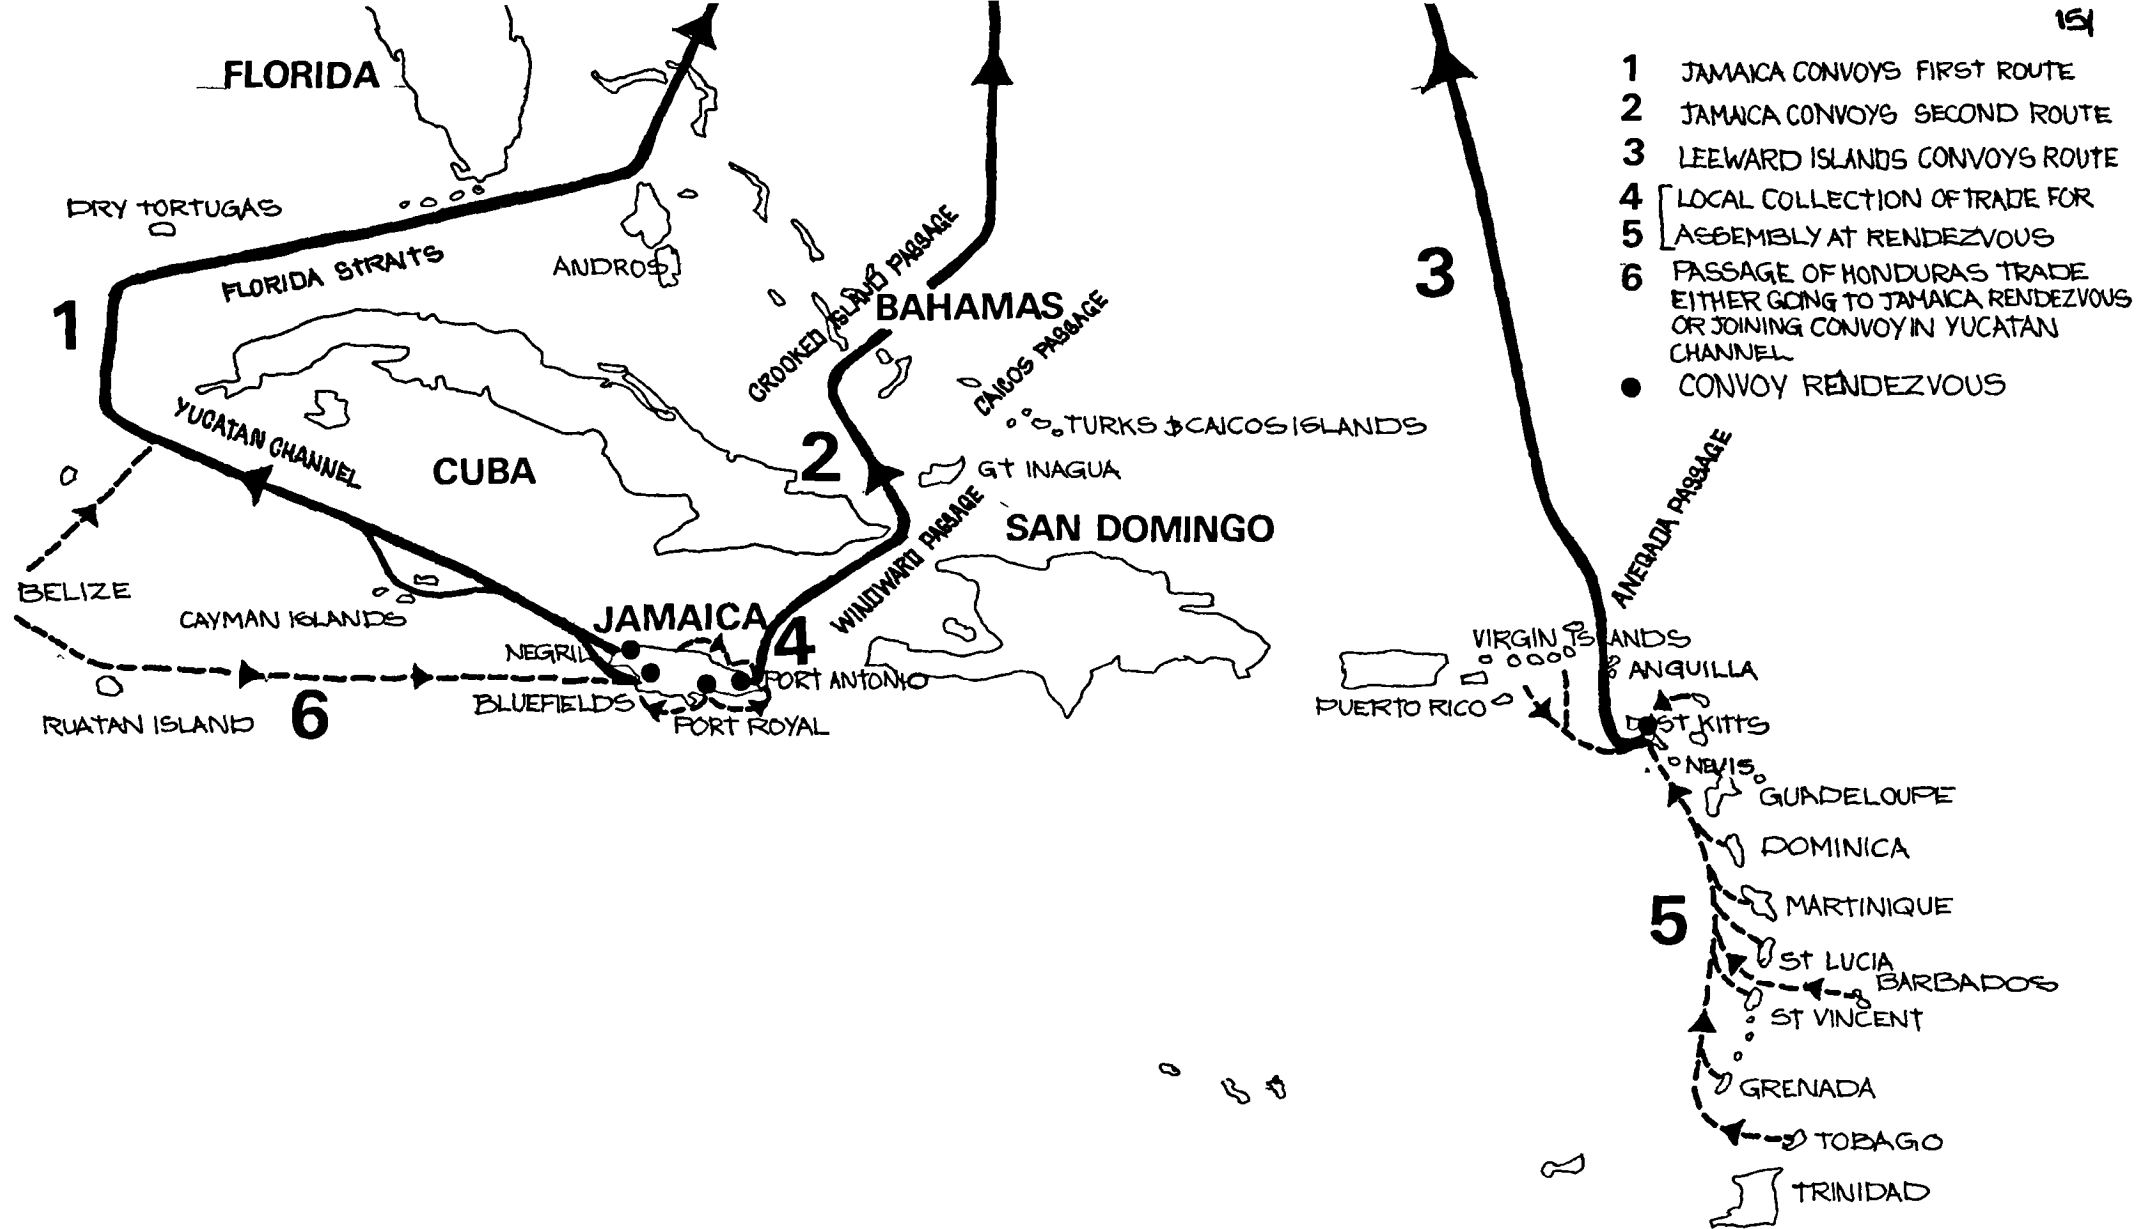 151
1 JAMAICA CONVOYS FIRST ROUTE
2 JAMAICA CONVOYS SECOND ROUTE
3 LEEWARD ISLANDS CONVOYS ROUTE
4 LOCAL COLLECTION OF TRADE FOR
5 ASSEMBLY AT RENDEZVOUS
6 PASSAGE OF HONDURAS TRADE
EITHER GOING TO JAMAICA RENDEZVOUS
OR JOINING CONVOY IN YUCATAN
CHANNEL
CONVOY RENDEZVOUS
FLORIDA
DRY TORTUGAS
FLORIDA STRAITS
ANDROS
1
CROOKED ISLAND PASSAGE
BAHAMAS
CAICOS PASSAGE
3
YUCATAN CHANNEL
CUBA
2
TURKS & CAICOS ISLANDS
GT INAGUA
WINDWARD PASSAGE
SAN DOMINGO
ANEGADA PASSAGE
BELIZE
CAYMAN ISLANDS
JAMAICA
4
NEGRIL
PORT ANTONIO
BLUEFIELDS
PORT ROYAL
RUATAN ISLAND
6
VIRGIN ISLANDS
ANGUILLA
PUERTO RICO
ST KITTS
NEVIS
GUADELOUPE
DOMINICA
5
MARTINIQUE
ST LUCIA
BARBADOS
ST VINCENT
GRENADA
TOBAGO
TRINIDAD